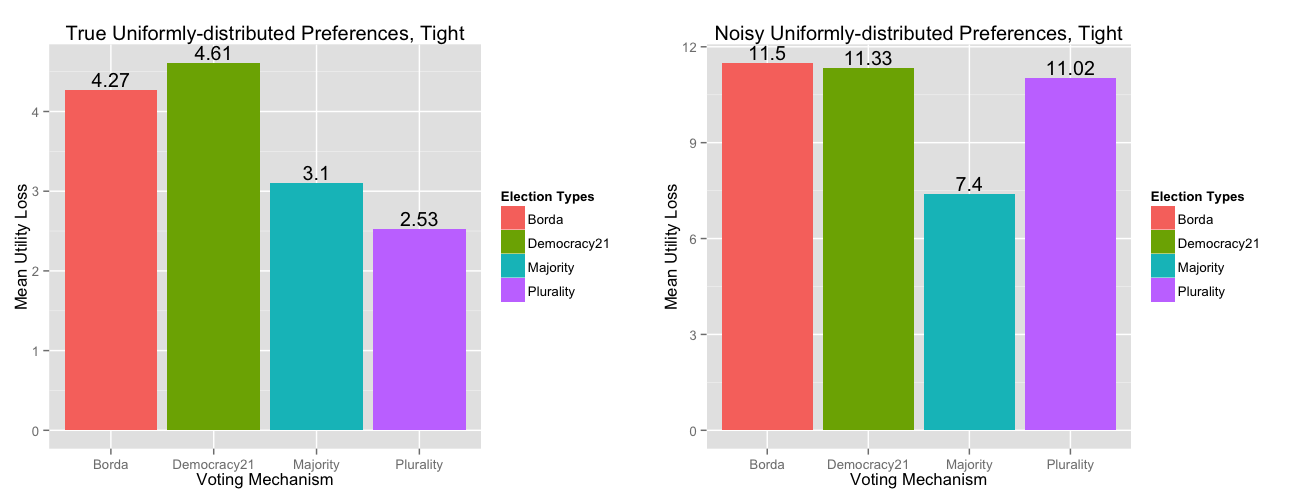 True Uniformly-distributed Preferences, Tight
4.27
4.61
3.1
2.53
Mean Utility Loss
4
3
2
1
0
Borda
Democracy21
Majority
Plurality
Voting Mechanism
Election Types
Borda
Democracy21
Majority
Plurality
Noisy Uniformly-distributed Preferences, Tight
11.5
11.33
7.4
11.02
Mean Utility Loss
12
9
6
3
0
Borda
Democracy21
Majority
Plurality
Voting Mechanism
Election Types
Borda
Democracy21
Majority
Plurality